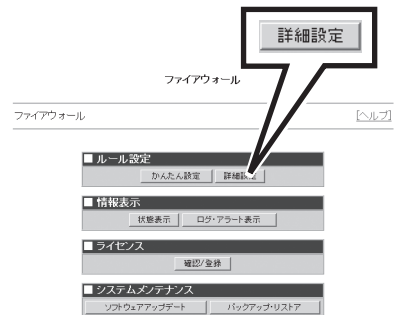 詳細設定
ファイアウォール
ファイアウォール [ヘルプ]
■ ルール設定
かんたん設定 詳細設定
■ 情報表示
状態表示 ログ・アラート表示
■ ライセンス
確認/登録
■ システムメンテナンス
ソフトウェアアップデート バックアップ・リストア